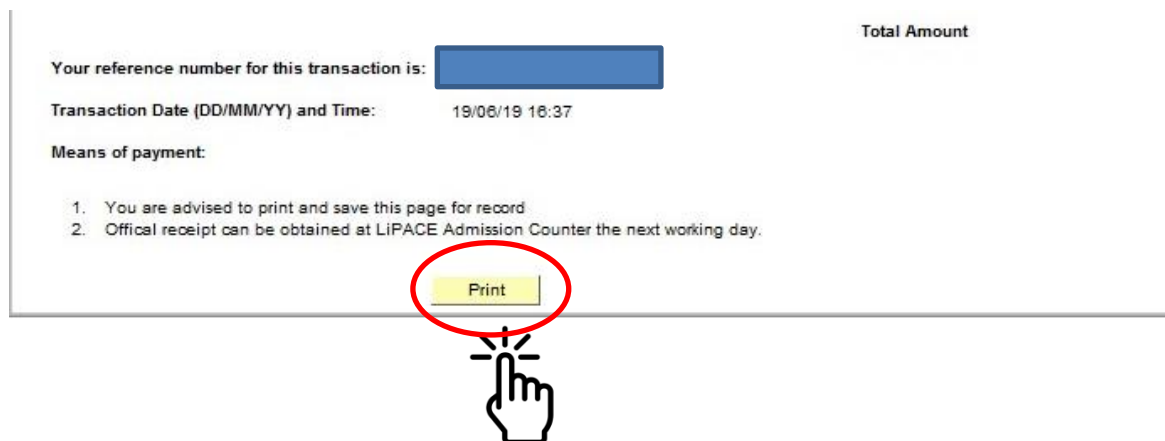 Total Amount
Your reference number for this transaction is:
Transaction Date (DD/MM/YY) and Time: 19/06/19 16:37
Means of payment:
1. You are advised to print and save this page for record
2. Offical receipt can be obtained at LiPACE Admission Counter the next working day.
Print